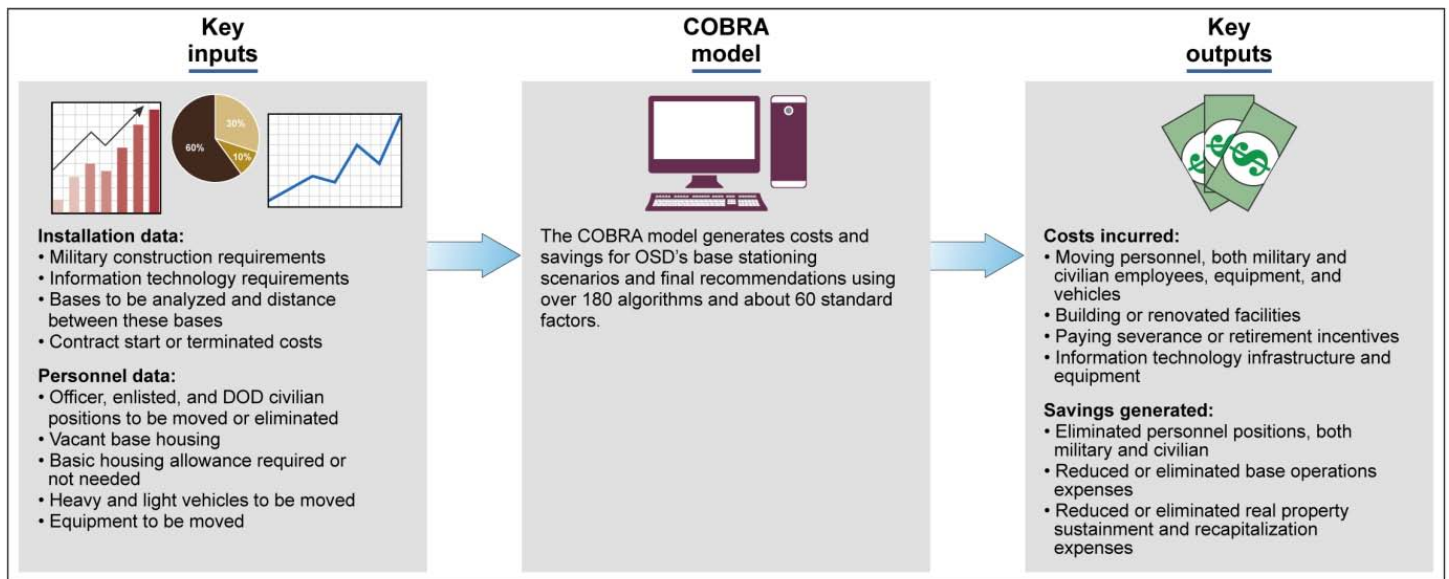 Key
inputs
30%
60%
10%
Installation data:
• Military construction requirements
• Information technology requirements
• Bases to be analyzed and distance
between these bases
• Contract start or terminated costs
Personnel data:
• Officer, enlisted, and DOD civilian
positions to be moved or eliminated
• Vacant base housing
• Basic housing allowance required or
not needed
• Heavy and light vehicles to be moved
• Equipment to be moved
COBRA
model
The COBRA model generates costs and
savings for OSD's base stationing
scenarios and final recommendations using
over 180 algorithms and about 60 standard
factors.
Key
outputs
$
$
$
Costs incurred:
• Moving personnel, both military and
civilian employees, equipment, and
vehicles
• Building or renovated facilities
• Paying severance or retirement incentives
• Information technology infrastructure and
equipment
Savings generated:
• Eliminated personnel positions, both
military and civilian
• Reduced or eliminated base operations
expenses
• Reduced or eliminated real property
sustainment and recapitalization
expenses